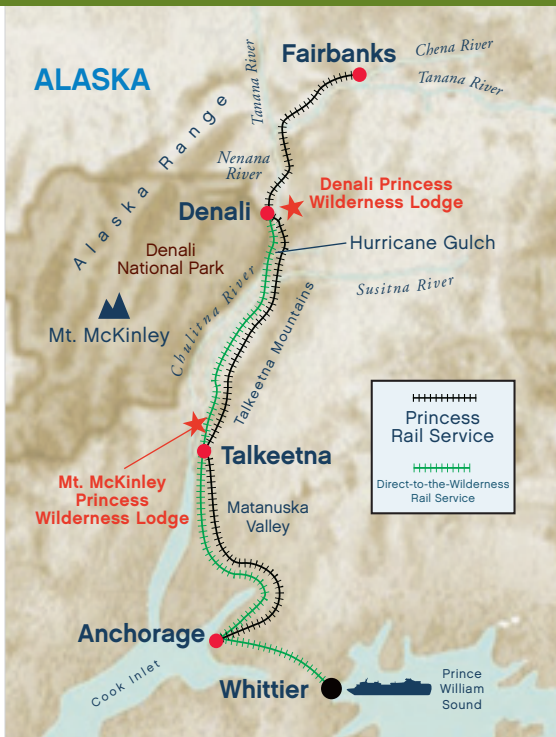 Fairbanks
Chena River
Tanana River
ALASKA
Tanana River
Alaska Range
Nenana
River
Denali Princess
Wilderness Lodge
Denali
Hurricane Gulch
Denali
National Park
Susitna River
Chulitna River
Mt. McKinley
Talkeetna Mountains
Princess
Rail Service
Talkeetna
Direct-to-the-Wilderness
Rail Service
Mt. McKinley
Princess
Wilderness Lodge
Matanuska
Valley
Anchorage
Cook Inlet
Whittier
Prince
William
Sound